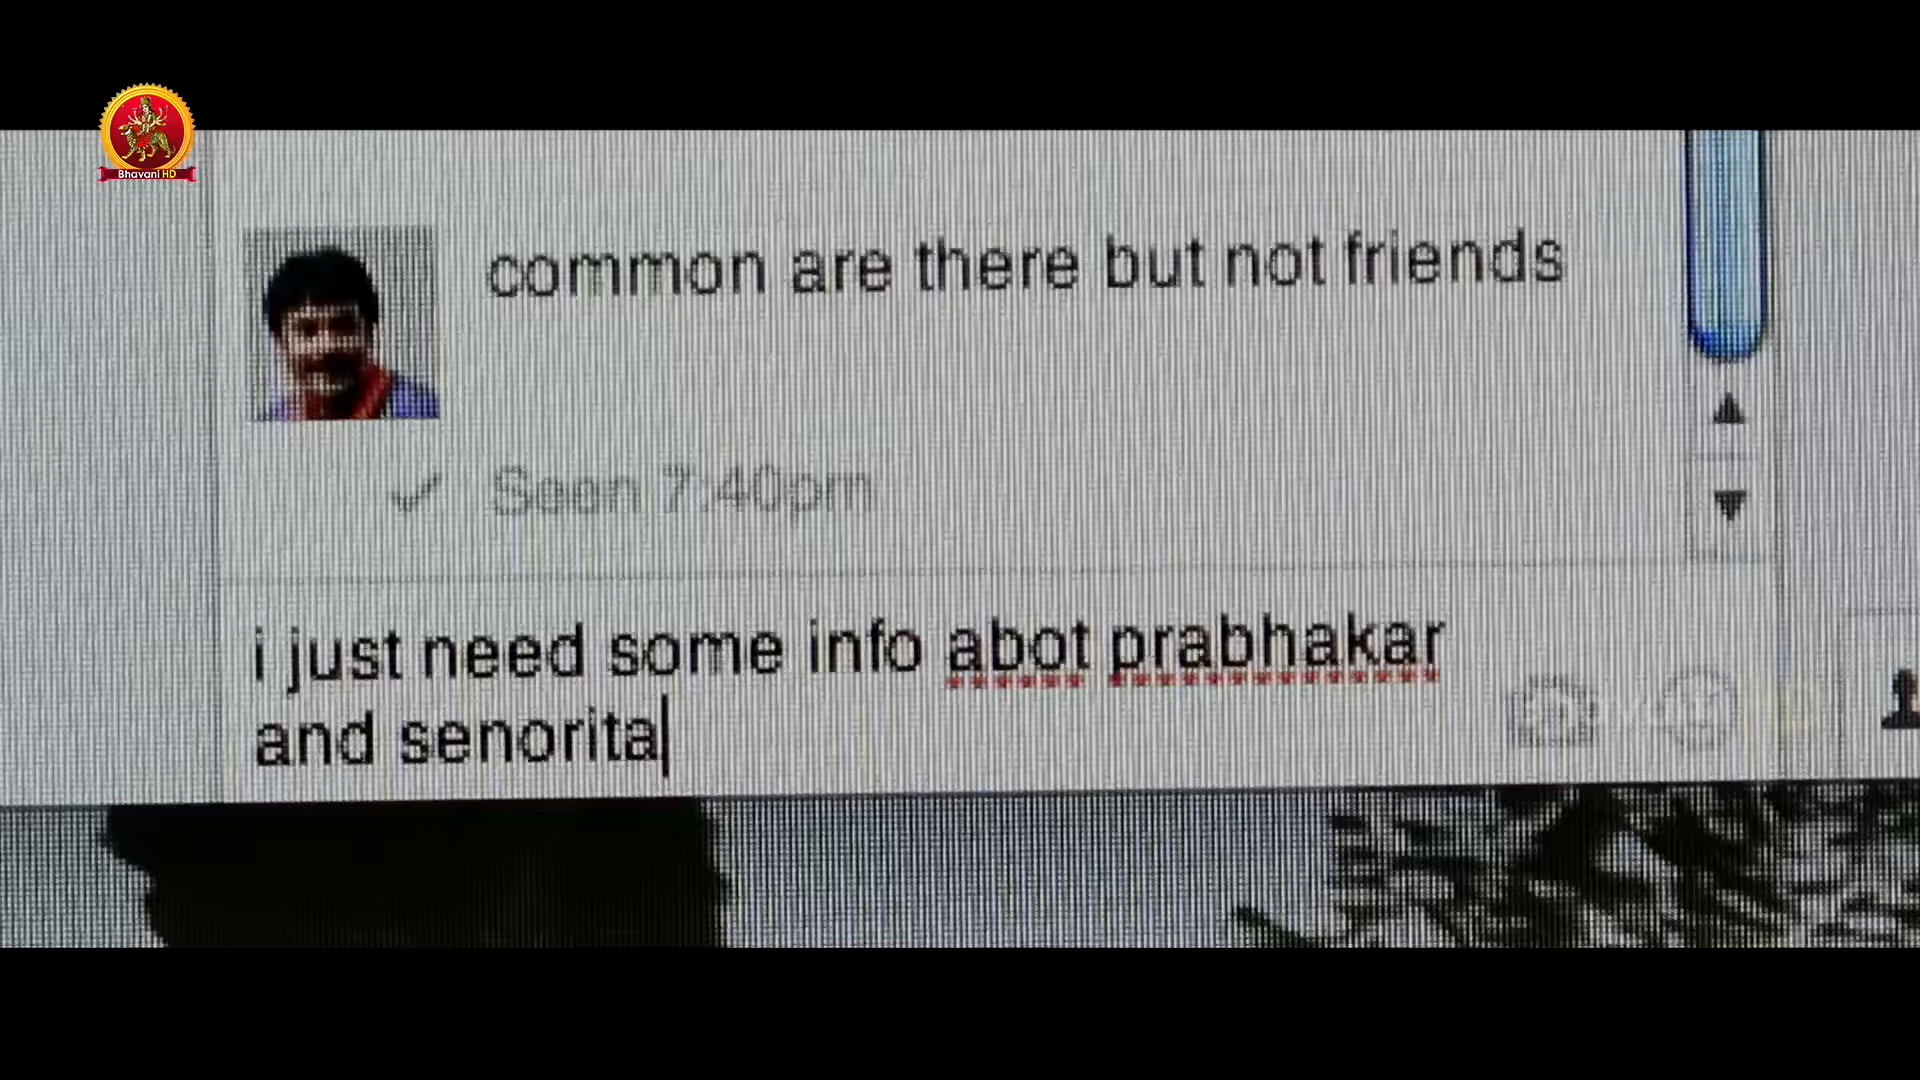 Bhavani HD
common are there but not friends
Seen 7:40pm
i just need some info abot prabhakar
and senorita